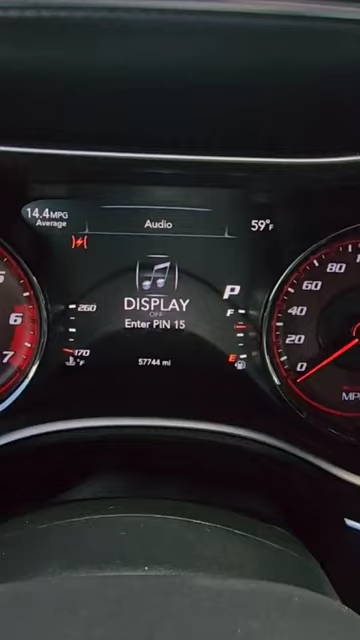 14.4MPG
Average
Audio
59°F
DISPLAY
OFF
Enter PIN 15
P
260
170
°F
F
E
57744 mi
5
6
7
80
60
40
20
0